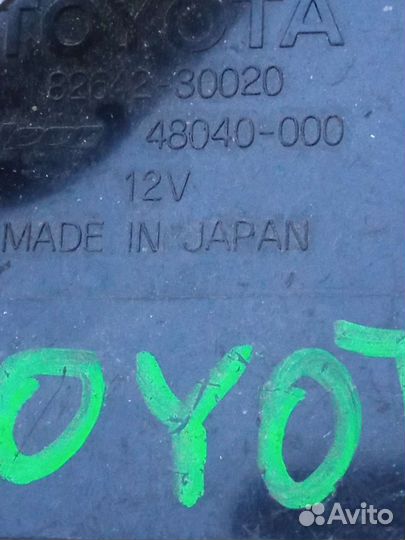 TOYOTA
82642-30020
48040-000
12V
MADE IN JAPAN
OYOT
Avito